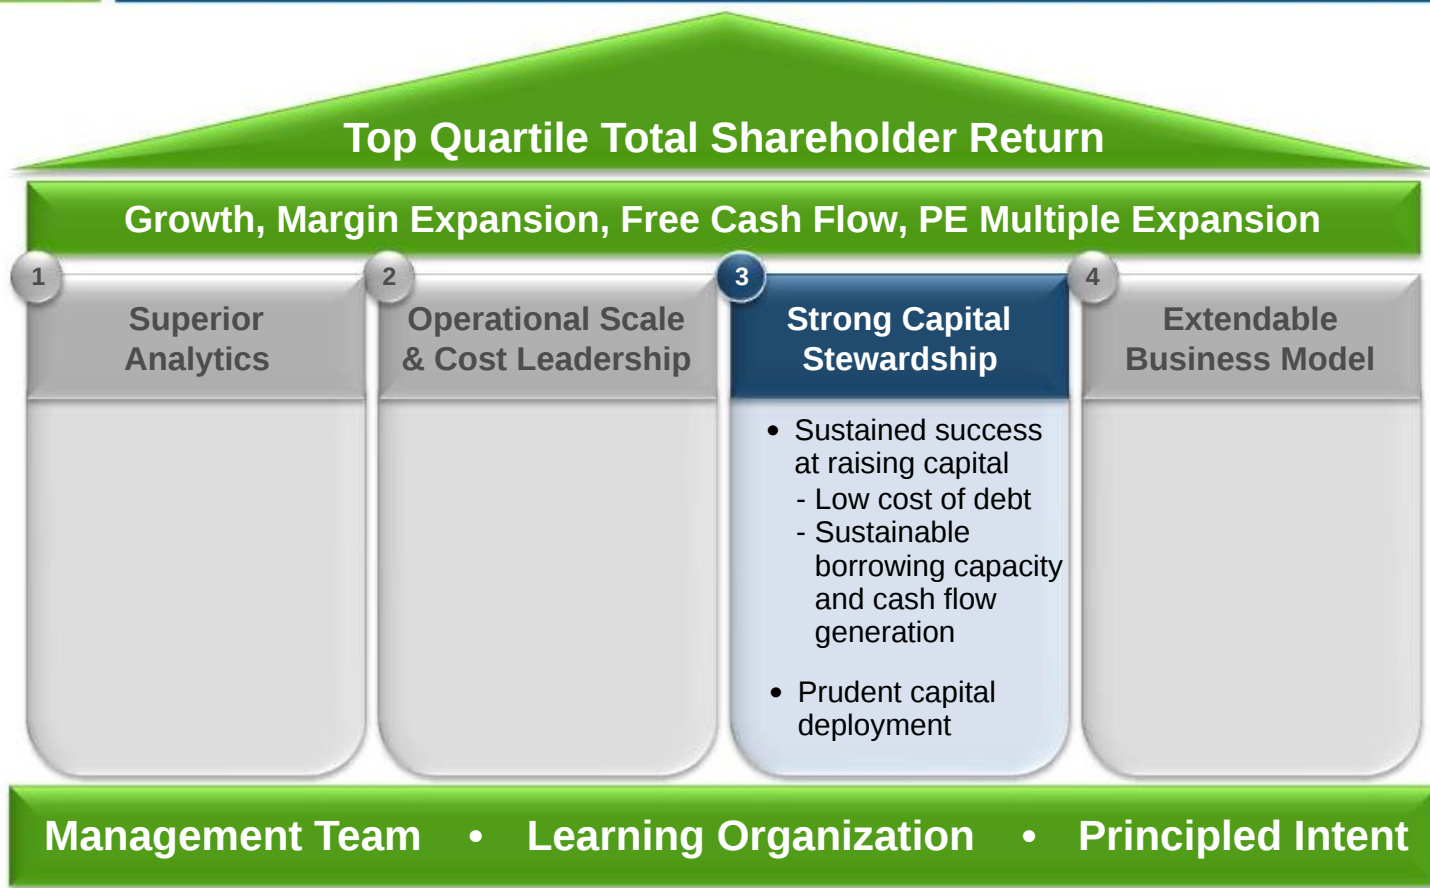 Top Quartile Total Shareholder Return
Growth, Margin Expansion, Free Cash Flow, PE Multiple Expansion
1
Superior
Analytics
2
Operational Scale
& Cost Leadership
3
Strong Capital
Stewardship
• Sustained success
at raising capital
- Low cost of debt
- Sustainable
borrowing capacity
and cash flow
generation
• Prudent capital
deployment
4
Extendable
Business Model
Management Team • Learning Organization • Principled Intent